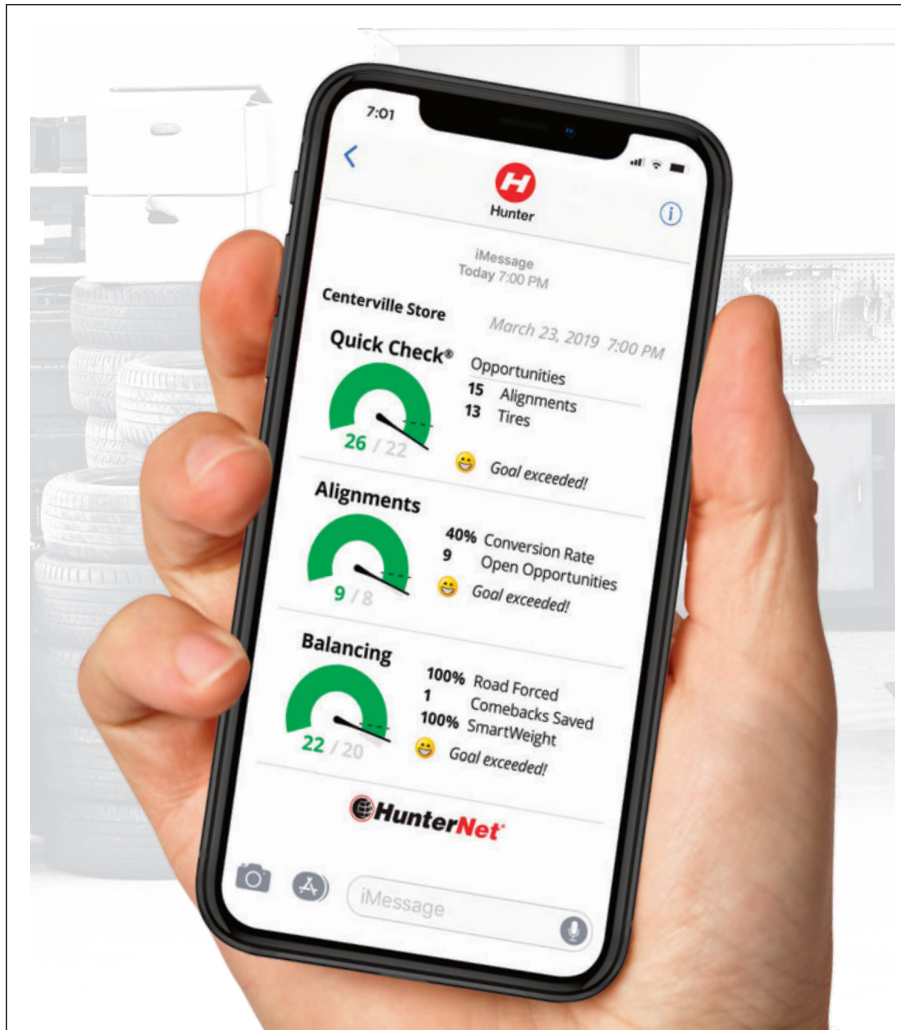 7:01
H
Hunter
iMessage
Today 7:00 PM
Centerville Store
March 23, 2019 7:00 PM
Quick Check®
Opportunities
15 Alignments
13 Tires
26 / 22
Goal exceeded!
Alignments
40% Conversion Rate
9 Open Opportunities
9 / 8
Goal exceeded!
Balancing
100% Road Forced
1 Comebacks Saved
100% SmartWeight
22 / 20
Goal exceeded!
HunterNet®
iMessage